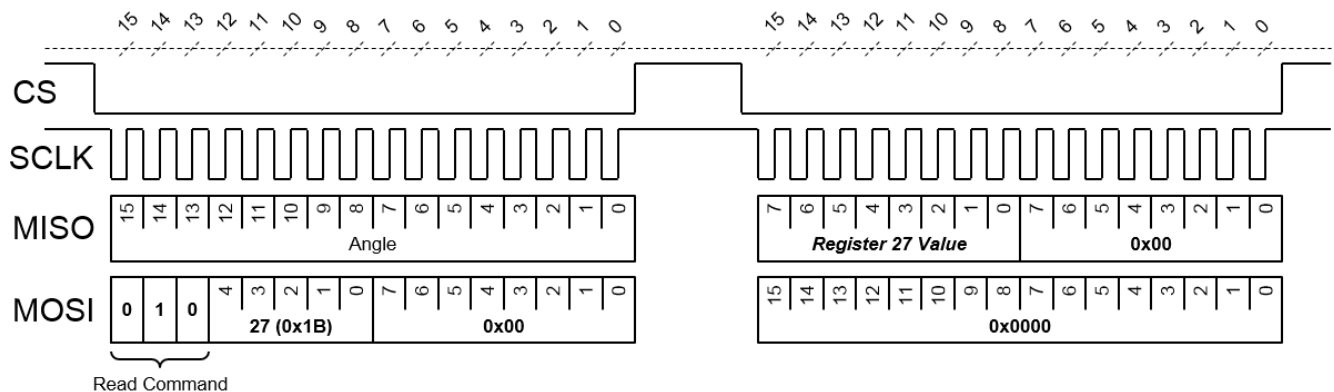 15 14 13 12 11 10 9 8 7 6 5 4 3 2 1 0 15 14 13 12 11 10 9 8 7 6 5 4 3 2 1 0
CS
SCLK
MISO 15 14 13 12 11 10 9 8 7 6 5 4 3 2 1 0 7 6 5 4 3 2 1 0 7 6 5 4 3 2 1 0
Angle Register 27 Value 0x00
MOSI 0 1 0 4 3 2 1 0 7 6 5 4 3 2 1 0 15 14 13 12 11 10 9 8 7 6 5 4 3 2 1 0
27 (0x1B) 0x00 0x0000
Read Command